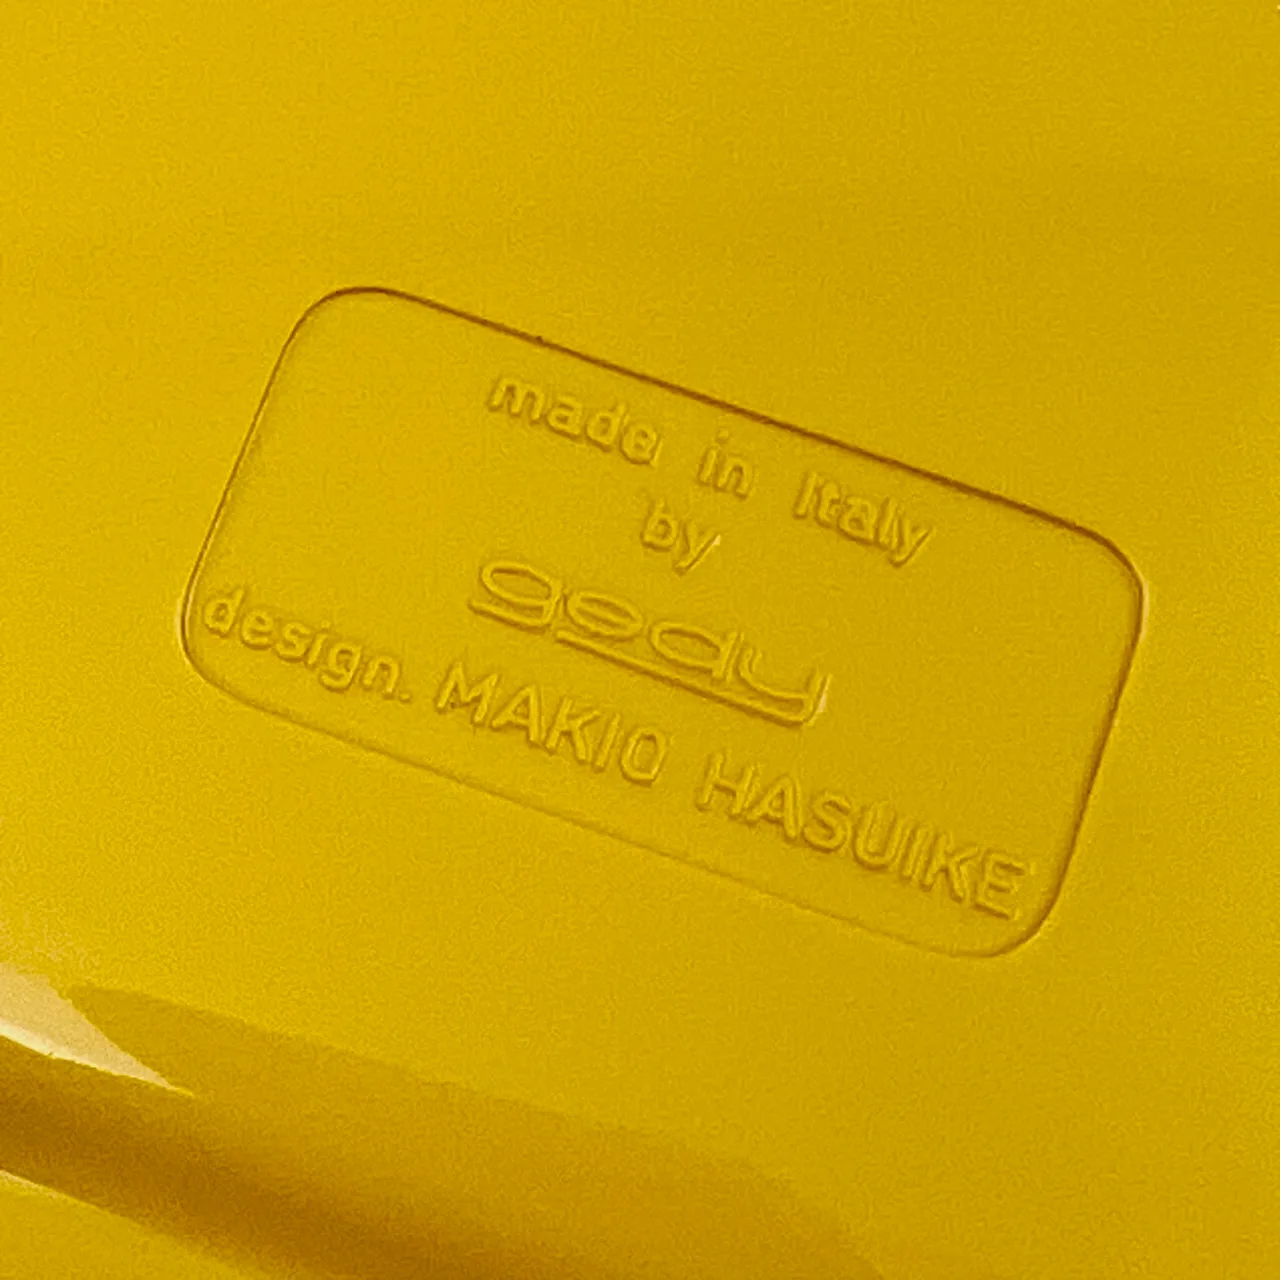 made in Italy
by
gedy
design. MAKIO HASUIKE